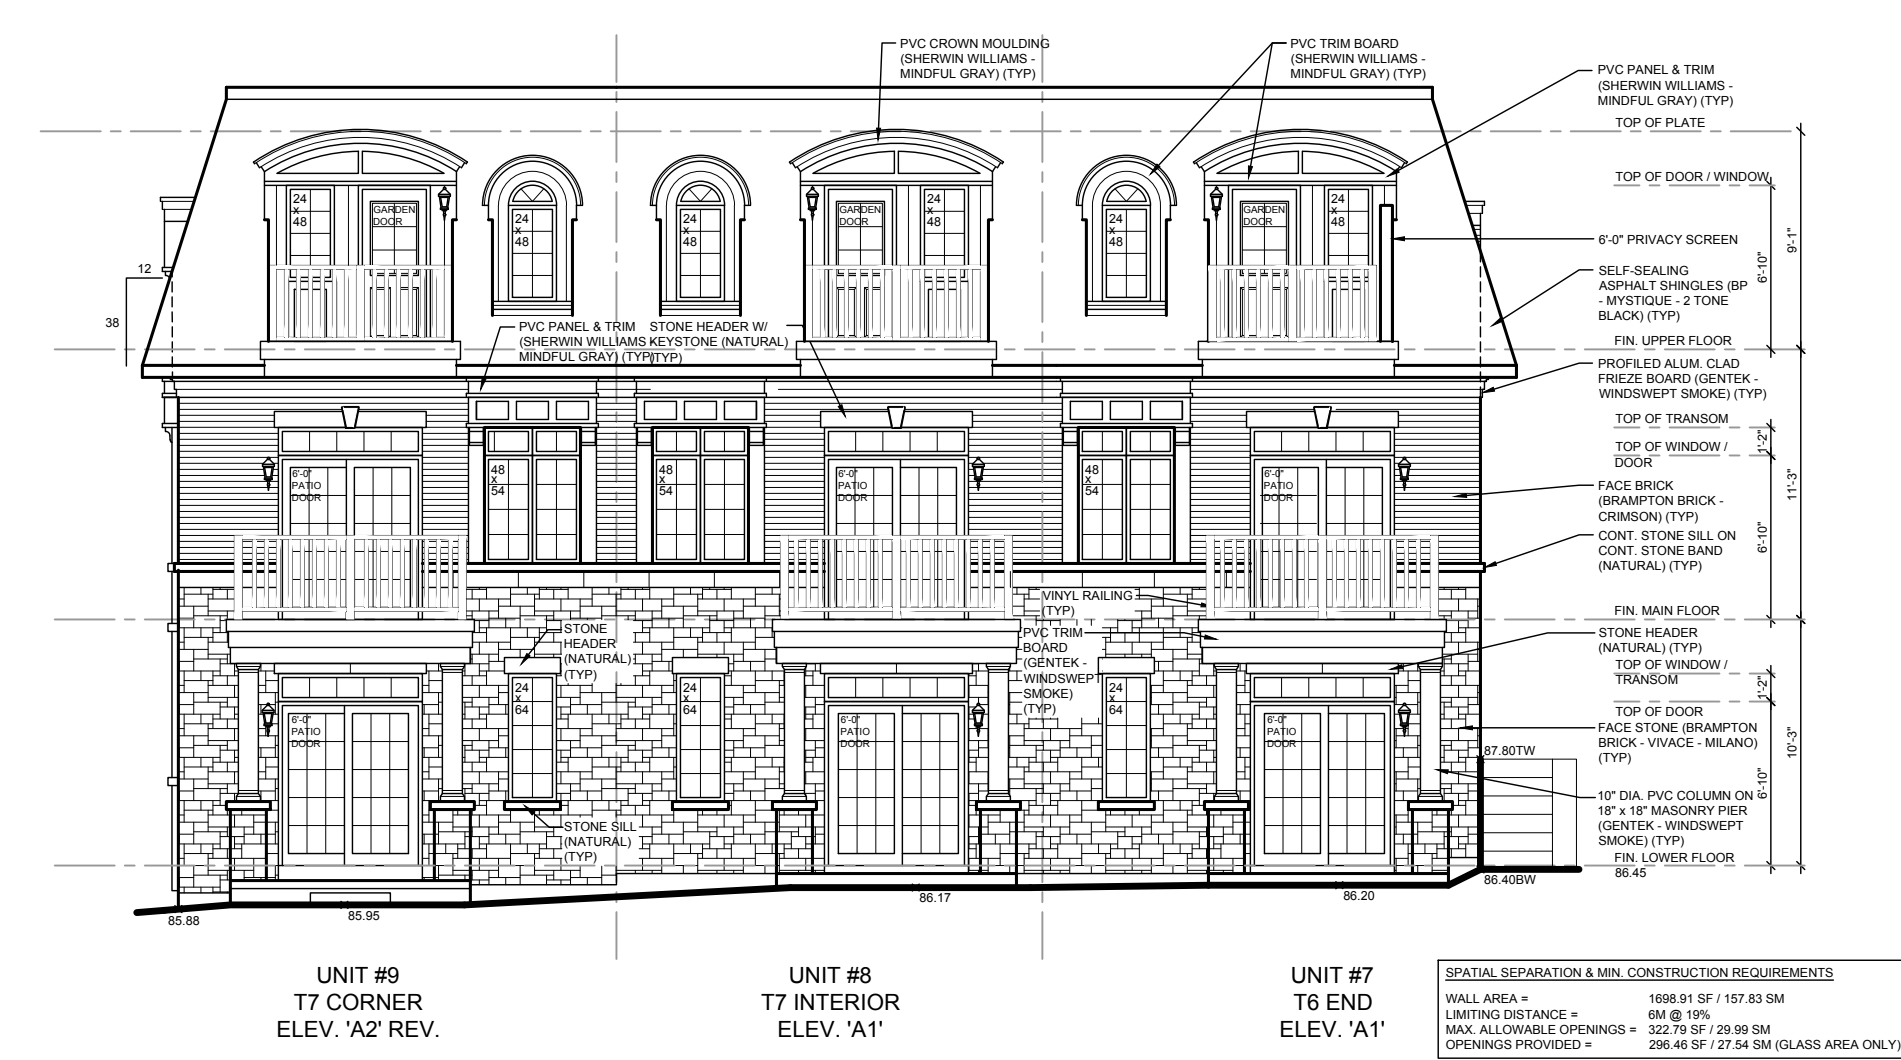 PVC CROWN MOULDING
(SHERWIN WILLIAMS -
MINDFUL GRAY) (TYP)
PVC TRIM BOARD
(SHERWIN WILLIAMS -
MINDFUL GRAY) (TYP)
PVC PANEL & TRIM
(SHERWIN WILLIAMS -
MINDFUL GRAY) (TYP)
TOP OF PLATE
TOP OF DOOR / WINDOW
6'-0" PRIVACY SCREEN
SELF-SEALING
ASPHALT SHINGLES (BP
- MYSTIQUE - 2 TONE
BLACK) (TYP)
FIN. UPPER FLOOR
6'-10"
9'-1"
12
38
24
x
48
GARDEN
DOOR
24
x
48
24
x
48
GARDEN
DOOR
24
x
48
24
x
48
GARDEN
DOOR
24
x
48
PVC PANEL & TRIM
(SHERWIN WILLIAMS
MINDFUL GRAY) (TYP)
STONE HEADER W/
KEYSTONE (NATURAL)
(TYP)
PROFILED ALUM. CLAD
FRIEZE BOARD (GENTEK -
WINDSWEPT SMOKE) (TYP)
TOP OF TRANSOM
TOP OF WINDOW /
DOOR
1'-2"
FACE BRICK
(BRAMPTON BRICK -
CRIMSON) (TYP)
11'-3"
CONT. STONE SILL ON
CONT. STONE BAND
(NATURAL) (TYP)
6'-10"
FIN. MAIN FLOOR
6'-0"
PATIO
DOOR
48
x
54
48
x
54
6'-0"
PATIO
DOOR
48
x
54
6'-0"
PATIO
DOOR
VINYL RAILING
(TYP)
PVC TRIM
BOARD
(GENTEK -
WINDSWEPT
SMOKE)
(TYP)
STONE
HEADER
(NATURAL)
(TYP)
STONE HEADER
(NATURAL) (TYP)
TOP OF WINDOW /
TRANSOM
1'-2"
TOP OF DOOR
FACE STONE (BRAMPTON
BRICK - VIVACE - MILANO)
(TYP)
10'-3"
6'-10"
10" DIA. PVC COLUMN ON
18" x 18" MASONRY PIER
(GENTEK - WINDSWEPT
SMOKE) (TYP)
FIN. LOWER FLOOR
86.45
6'-0"
PATIO
DOOR
24
x
64
24
x
64
6'-0"
PATIO
DOOR
24
x
64
6'-0"
PATIO
DOOR
STONE SILL
(NATURAL)
(TYP)
87.80TW
86.40BW
85.88
85.95
86.17
86.20
UNIT #9
T7 CORNER
ELEV. 'A2' REV.
UNIT #8
T7 INTERIOR
ELEV. 'A1'
UNIT #7
T6 END
ELEV. 'A1'
SPATIAL SEPARATION & MIN. CONSTRUCTION REQUIREMENTS
WALL AREA = 1698.91 SF / 157.83 SM
LIMITING DISTANCE = 6M @ 19%
MAX. ALLOWABLE OPENINGS = 322.79 SF / 29.99 SM
OPENINGS PROVIDED = 296.46 SF / 27.54 SM (GLASS AREA ONLY)